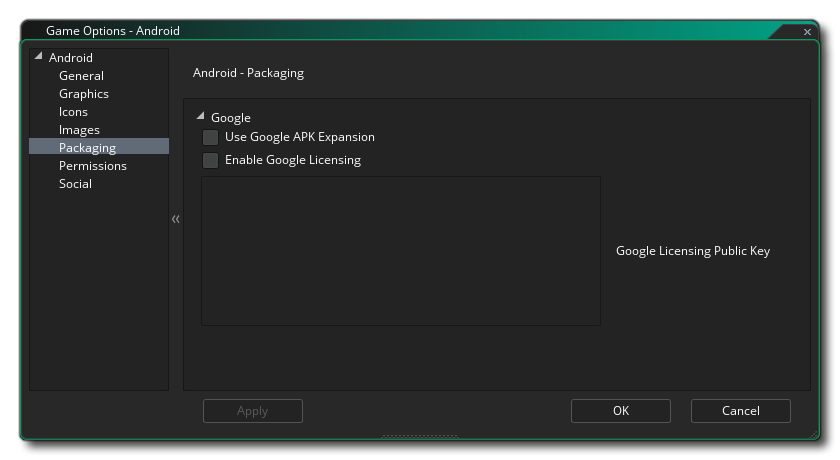 Game Options - Android
Android
General
Graphics
Icons
Images
Packaging
Permissions
Social
Android - Packaging
Google
Use Google APK Expansion
Enable Google Licensing
Google Licensing Public Key
Apply
OK
Cancel